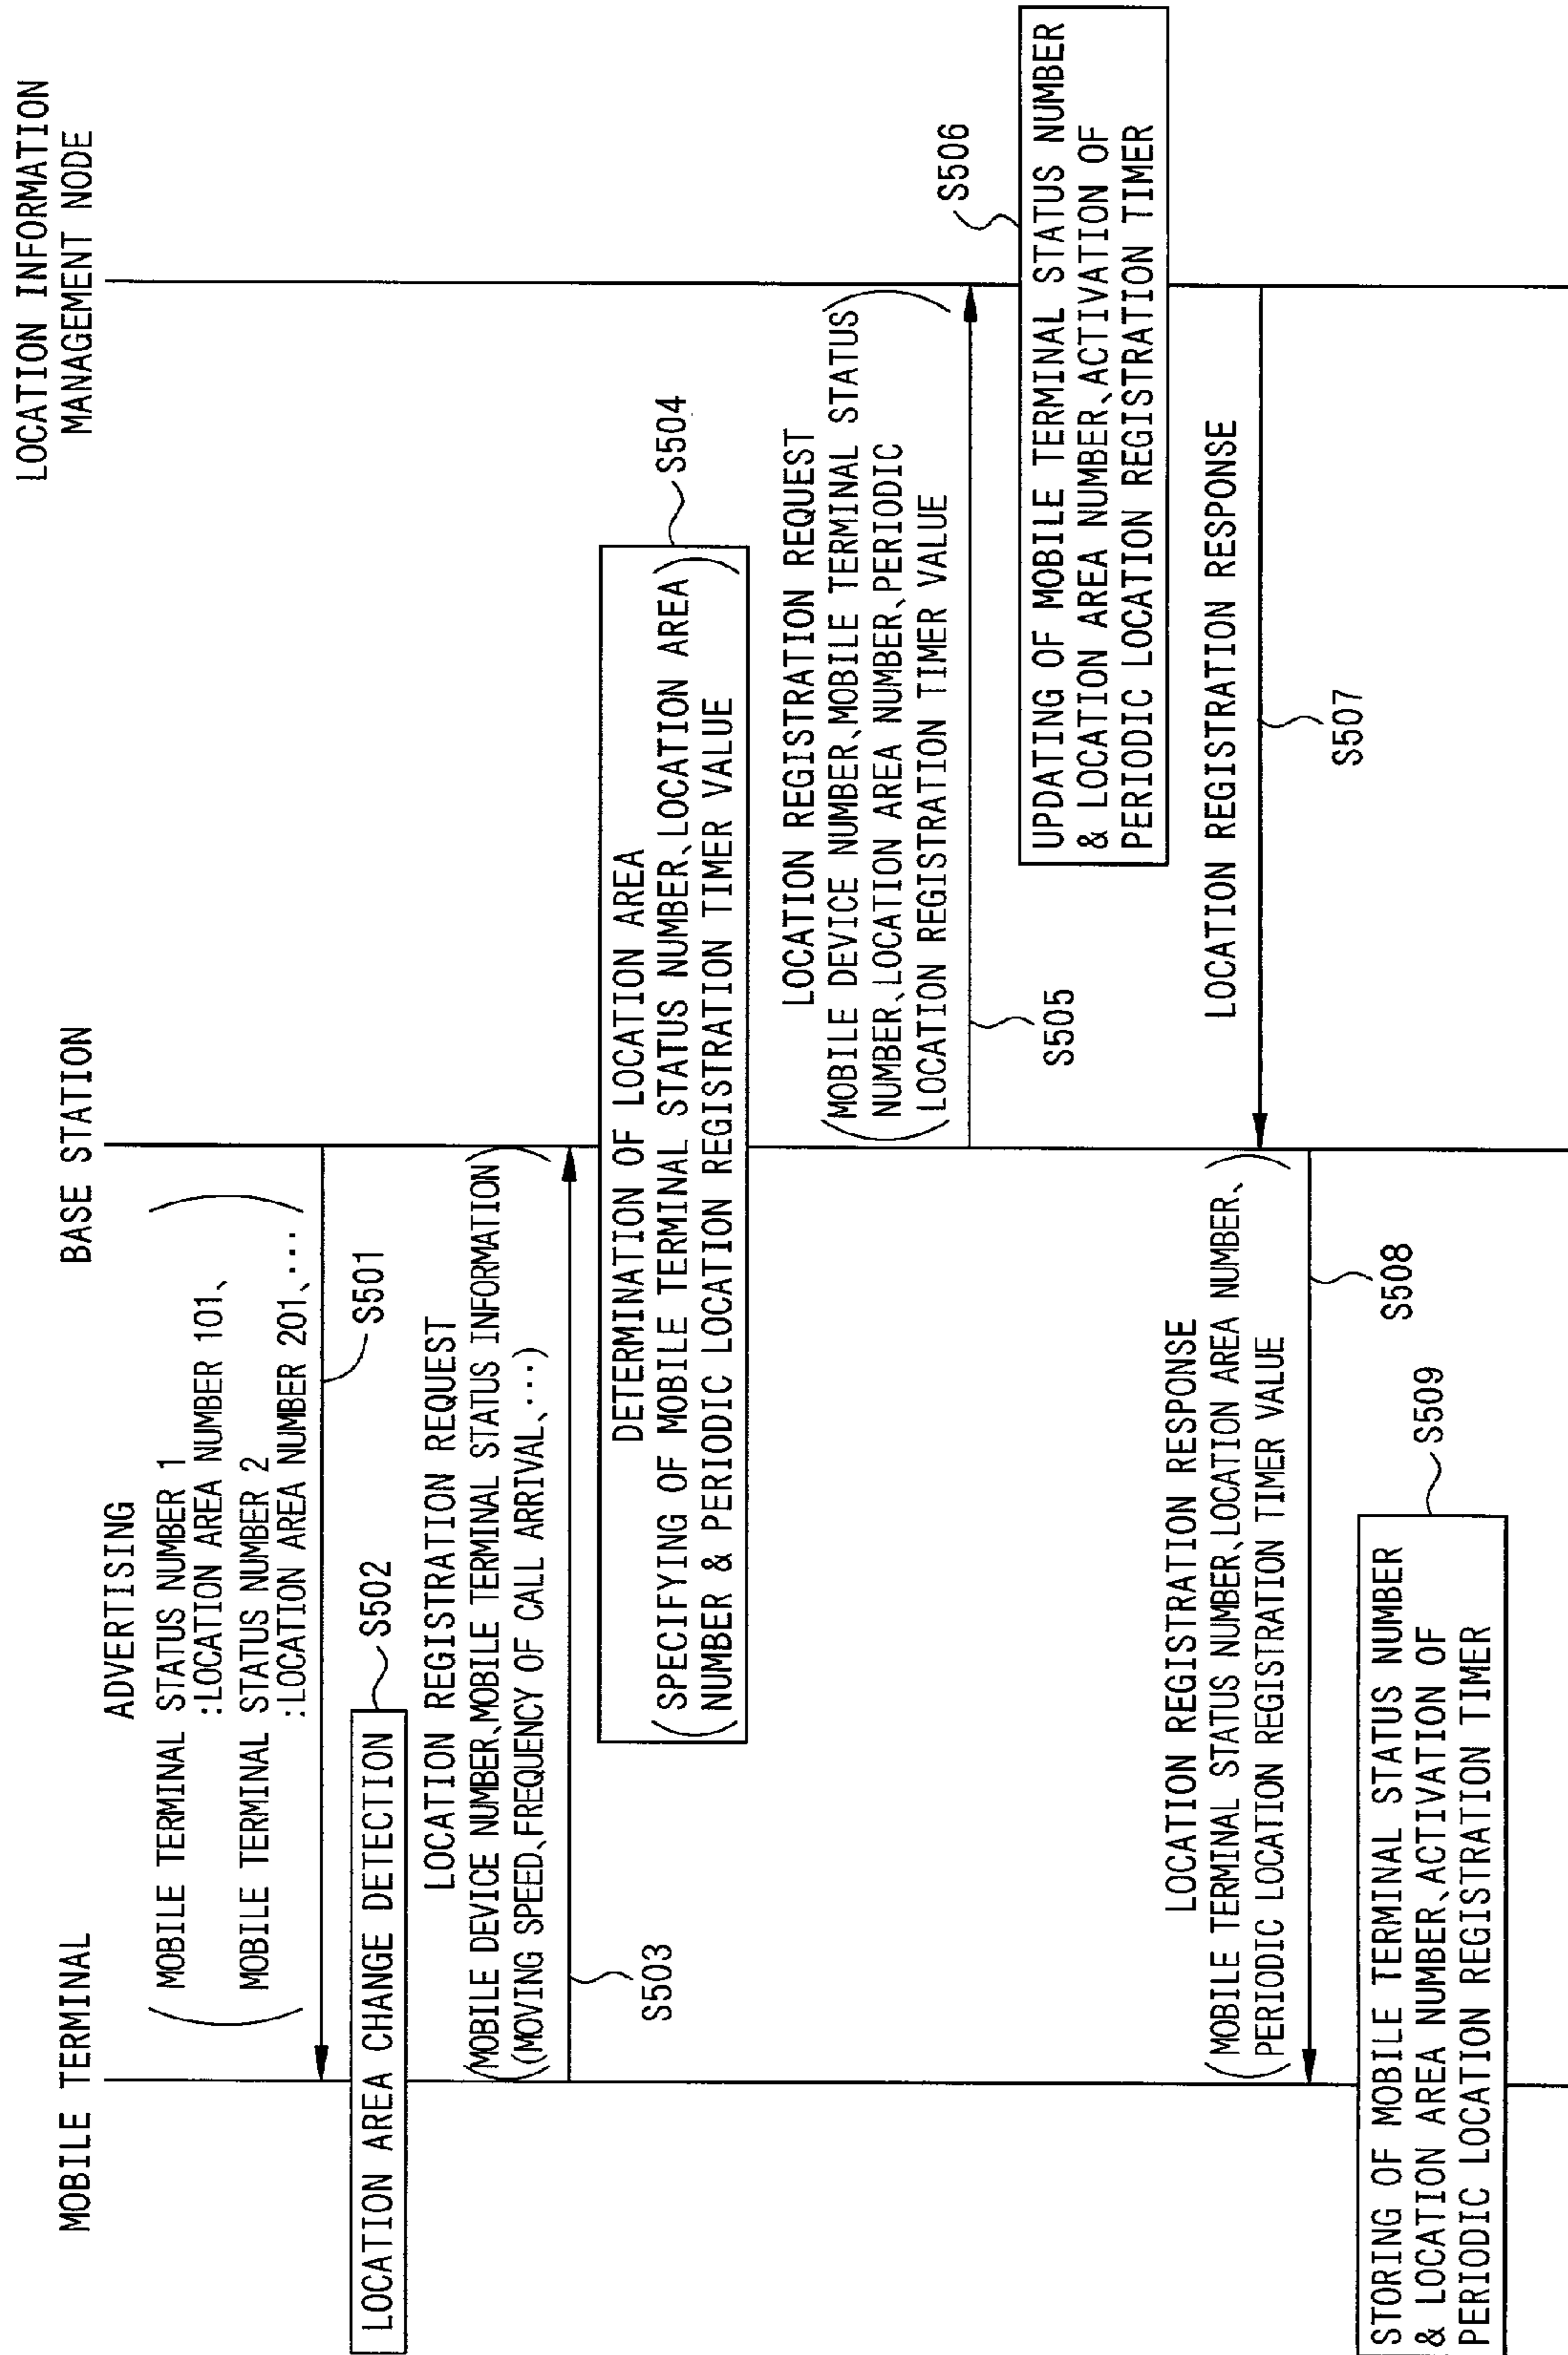 MOBILE TERMINAL
BASE STATION
LOCATION INFORMATION
MANAGEMENT NODE
ADVERTISING
MOBILE TERMINAL STATUS NUMBER 1
:LOCATION AREA NUMBER 101、
MOBILE TERMINAL STATUS NUMBER 2
:LOCATION AREA NUMBER 201、···
S501
LOCATION AREA CHANGE DETECTION
S502
LOCATION REGISTRATION REQUEST
(MOBILE DEVICE NUMBER、MOBILE TERMINAL STATUS INFORMATION
(MOVING SPEED、FREQUENCY OF CALL ARRIVAL、···))
S503
DETERMINATION OF LOCATION AREA
(SPECIFYING OF MOBILE TERMINAL STATUS NUMBER、LOCATION AREA
NUMBER & PERIODIC LOCATION REGISTRATION TIMER VALUE)
S504
LOCATION REGISTRATION REQUEST
(MOBILE DEVICE NUMBER、MOBILE TERMINAL STATUS
NUMBER、LOCATION AREA NUMBER、PERIODIC
LOCATION REGISTRATION TIMER VALUE)
S505
UPDATING OF MOBILE TERMINAL STATUS NUMBER
& LOCATION AREA NUMBER、ACTIVATION OF
PERIODIC LOCATION REGISTRATION TIMER
S506
LOCATION REGISTRATION RESPONSE
S507
LOCATION REGISTRATION RESPONSE
(MOBILE TERMINAL STATUS NUMBER、LOCATION AREA NUMBER、
PERIODIC LOCATION REGISTRATION TIMER VALUE)
S508
STORING OF MOBILE TERMINAL STATUS NUMBER
& LOCATION AREA NUMBER、ACTIVATION OF
PERIODIC LOCATION REGISTRATION TIMER
S509